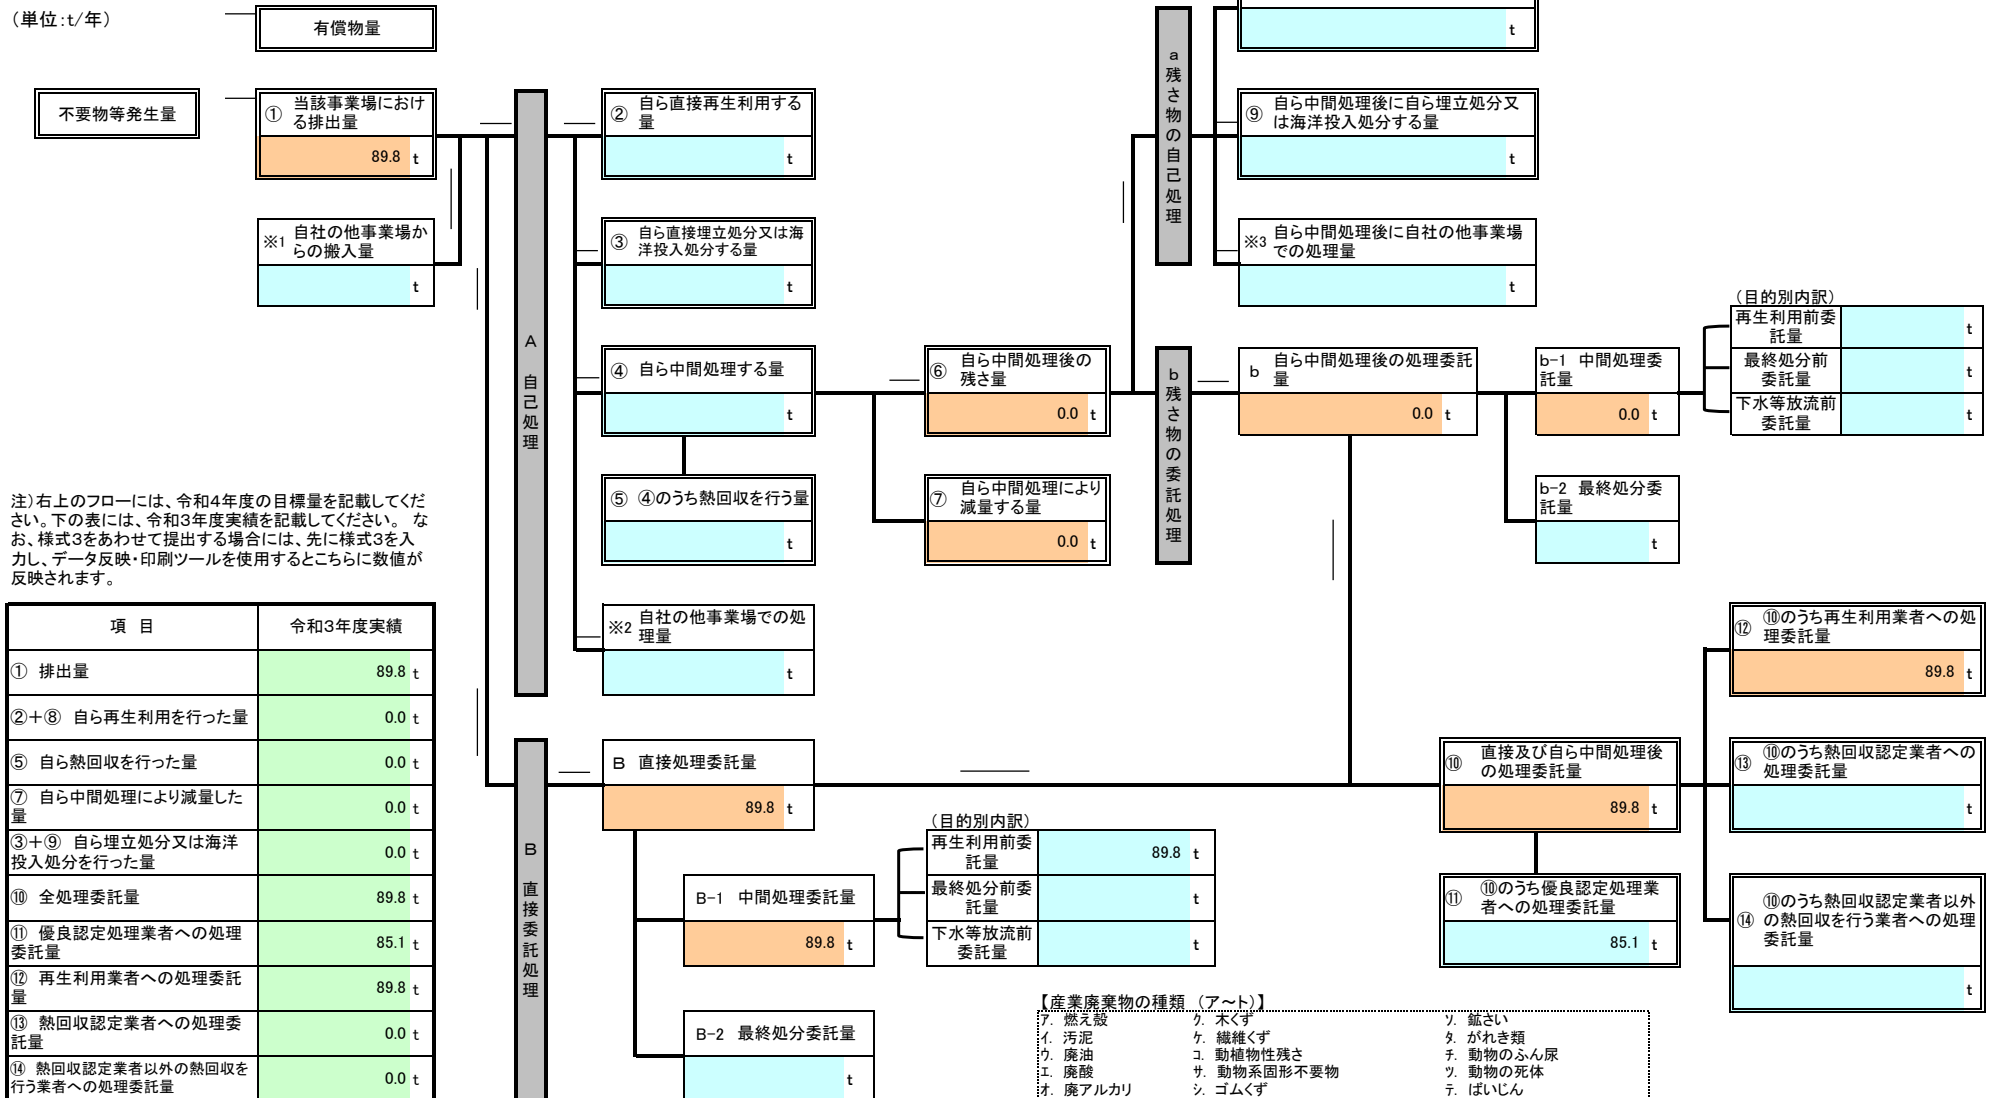 （単位:t/年）
有償物量
t
不要物等発生量
① 当該事業場におけ
る排出量
89.8 t
※1 自社の他事業場か
らの搬入量
t
A 自己処理
② 自ら直接再生利用する
量
t
③ 自ら直接埋立処分又は海
洋投入処分する量
t
④ 自ら中間処理する量
t
⑤ ④のうち熱回収を行う量
t
※2 自社の他事業場での処
理量
t
⑥ 自ら中間処理後の
残さ量
0.0 t
⑦ 自ら中間処理により
減量する量
0.0 t
a 残さ物の自己処理
⑨ 自ら中間処理後に自ら埋立処分又
は海洋投入処分する量
t
※3 自ら中間処理後に自社の他事業場
での処理量
t
b 残さ物の委託処理
b 自ら中間処理後の処理委託
量
0.0 t
b-1 中間処理委
託量
0.0 t
b-2 最終処分委
託量
t
（目的別内訳）
再生利用前委
託量
t
最終処分前
委託量
t
下水等放流前
委託量
t
注）右上のフローには、令和４年度の目標量を記載してくだ
さい。下の表には、令和３年度実績を記載してください。 な
お、様式３をあわせて提出する場合には、先に様式３を入
力し、データ反映・印刷ツールを使用するとこちらに数値が
反映されます。
項 目 令和３年度実績
① 排出量 89.8 t
②＋⑧ 自ら再生利用を行った量 0.0 t
⑤ 自ら熱回収を行った量 0.0 t
⑦ 自ら中間処理により減量した
量 0.0 t
③＋⑨ 自ら埋立処分又は海洋
投入処分を行った量 0.0 t
⑩ 全処理委託量 89.8 t
⑪ 優良認定処理業者への処理
委託量 85.1 t
⑫ 再生利用業者への処理委託
量 89.8 t
⑬ 熱回収認定業者への処理委
託量 0.0 t
⑭ 熱回収認定業者以外の熱回収を
行う業者への処理委託量 0.0 t
B 直接委託処理
B 直接処理委託量
89.8 t
B-1 中間処理委託量
89.8 t
B-2 最終処分委託量
t
（目的別内訳）
再生利用前委
託量
89.8 t
最終処分前委
託量
t
下水等放流前
委託量
t
⑩ 直接及び自ら中間処理後
の処理委託量
89.8 t
⑪ ⑩のうち優良認定処理業
者への処理委託量
85.1 t
⑫ ⑩のうち再生利用業者への処
理委託量
89.8 t
⑬ ⑩のうち熱回収認定業者への
処理委託量
t
⑭ ⑩のうち熱回収認定業者以外
の熱回収を行う業者への処理
委託量
t
【産業廃棄物の種類 （ア～ト）】
ア. 燃え殻 ク. 木くず ソ. 鉱さい
イ. 汚泥 ケ. 繊維くず タ. がれき類
ウ. 廃油 コ. 動植物性残さ チ. 動物のふん尿
エ. 廃酸 サ. 動物系固形不要物 ツ. 動物の死体
オ. 廃アルカリ シ. ゴムくず テ. ばいじん